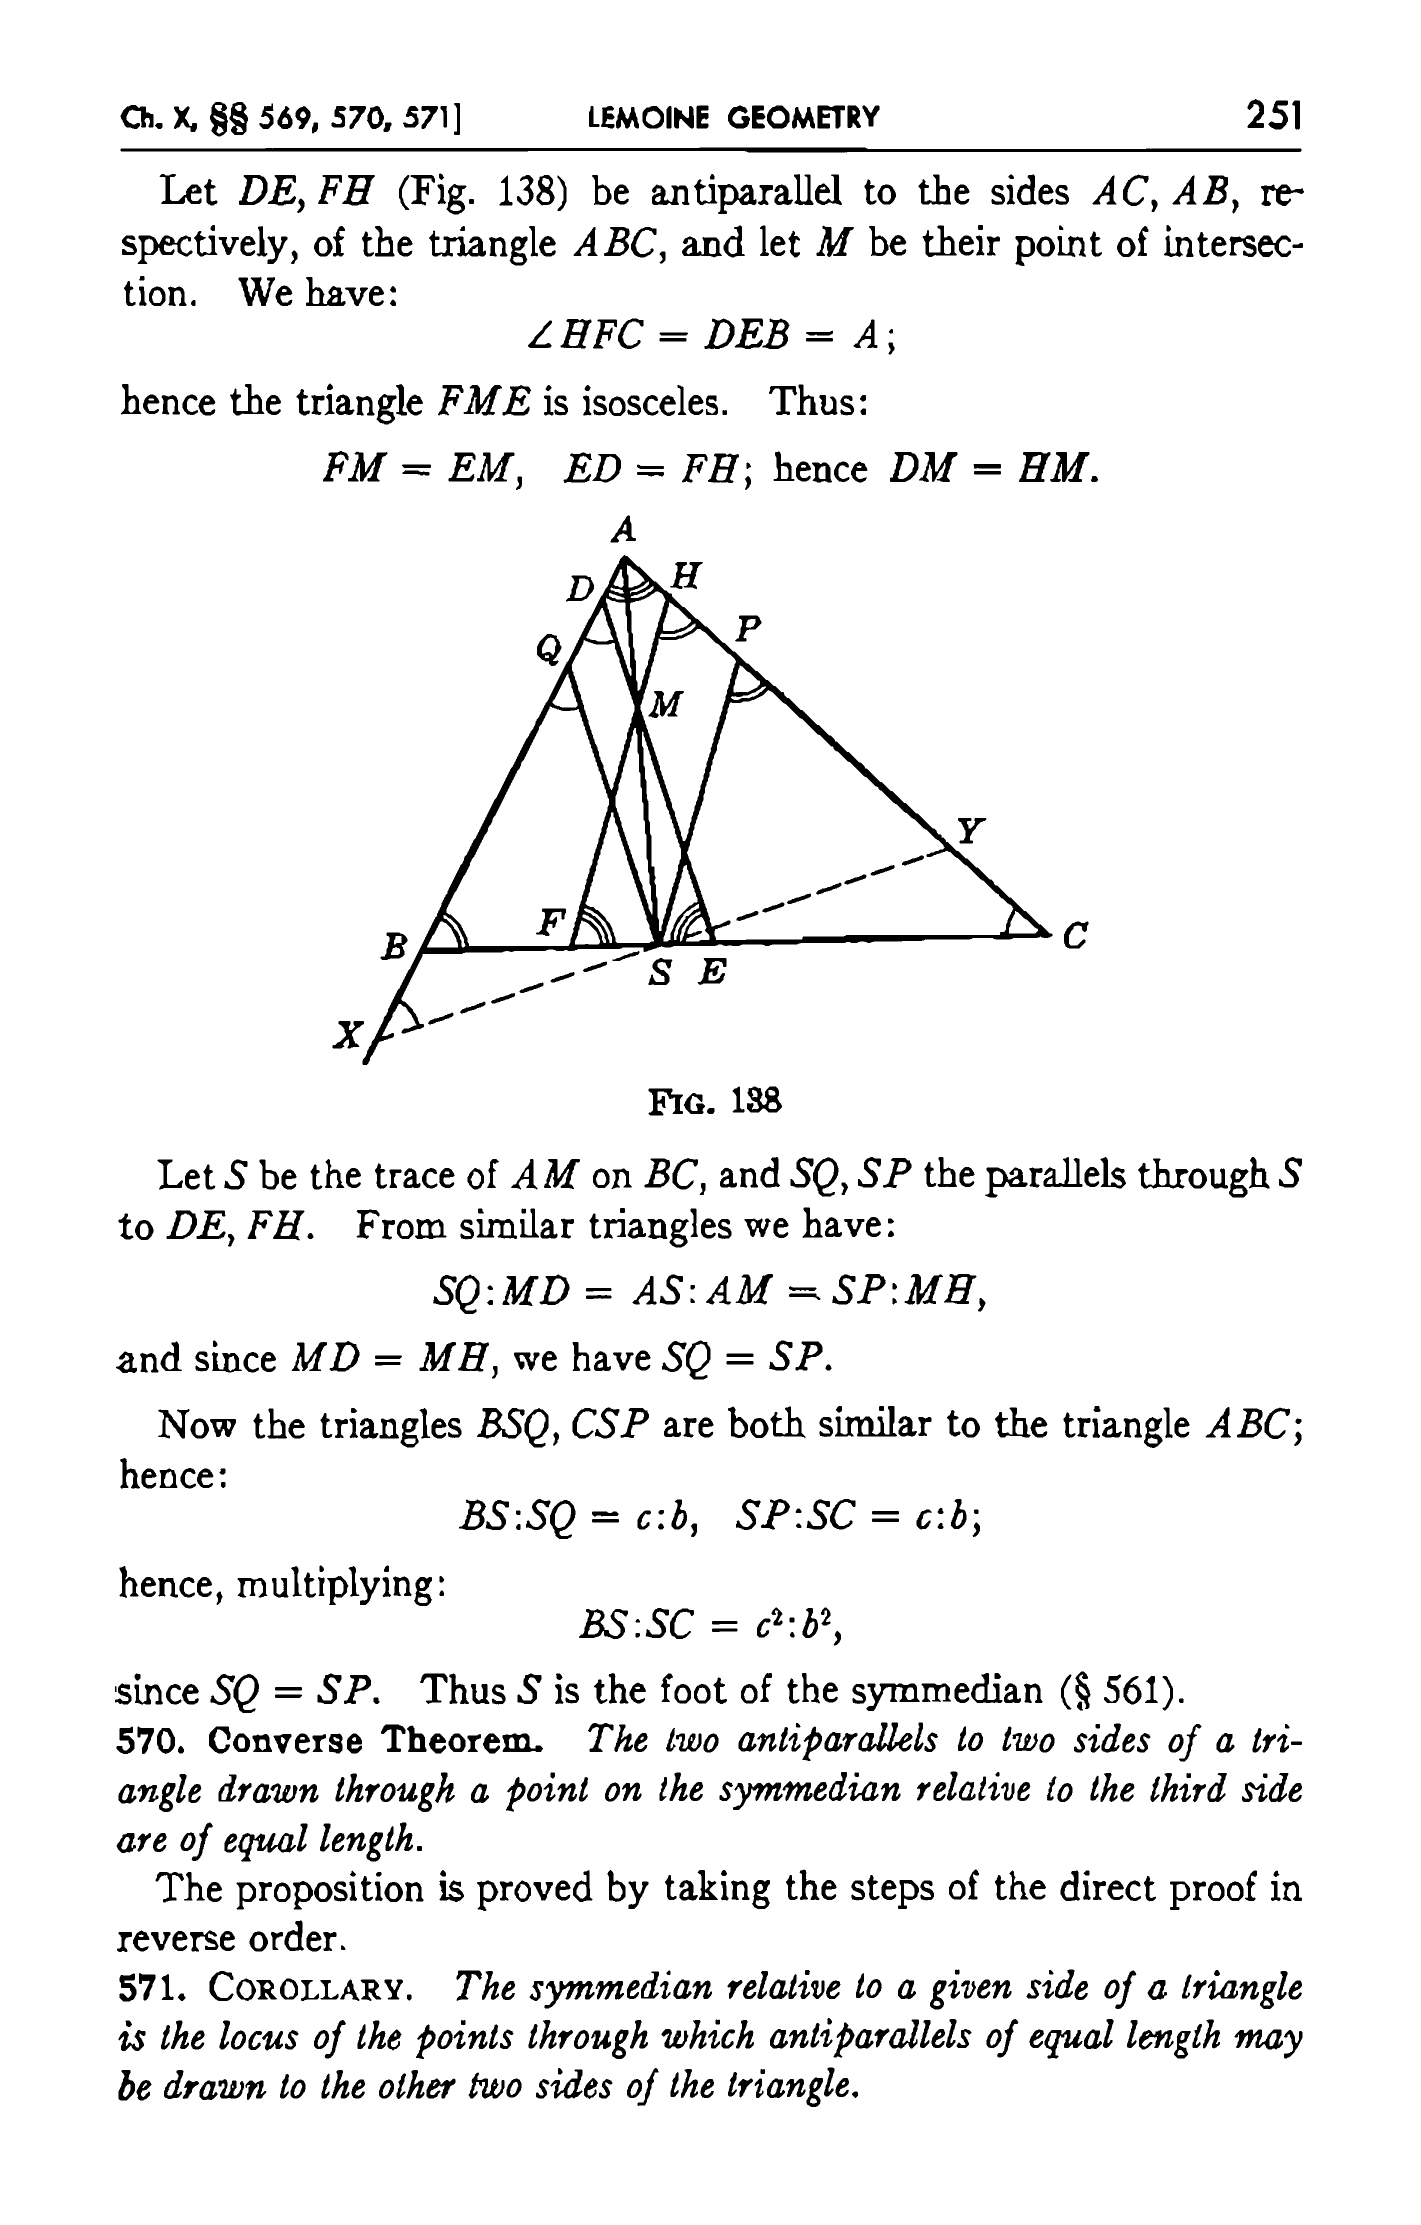 Ch. X, §§ 569, 570, 571] LEMOINE GEOMETRY 251
Let DE, FH (Fig. 138) be antiparallel to the sides AC, AB, re-
spectively, of the triangle ABC, and let M be their point of intersec-
tion. We have:
∠HFC = DEB = A;
hence the triangle FME is isosceles. Thus:
FM = EM, ED = FH; hence DM = HM.
A
D
H
Q
P
M
Y
B
F
C
S E
X
FIG. 138
Let S be the trace of AM on BC, and SQ, SP the parallels through S
to DE, FH. From similar triangles we have:
SQ:MD = AS:AM = SP:MH,
and since MD = MH, we have SQ = SP.
Now the triangles BSQ, CSP are both similar to the triangle ABC;
hence:
BS:SQ = c:b, SP:SC = c:b;
hence, multiplying:
BS:SC = c²:b²,
since SQ = SP. Thus S is the foot of the symmedian (§ 561).
570. Converse Theorem. The two antiparallels to two sides of a tri-
angle drawn through a point on the symmedian relative to the third side
are of equal length.
The proposition is proved by taking the steps of the direct proof in
reverse order.
571. COROLLARY. The symmedian relative to a given side of a triangle
is the locus of the points through which antiparallels of equal length may
be drawn to the other two sides of the triangle.